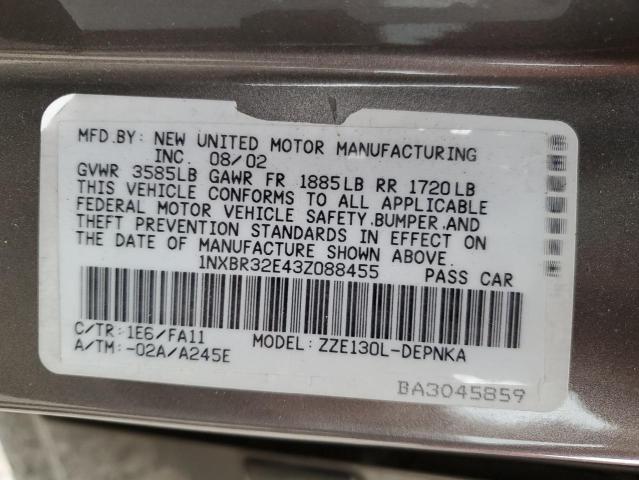 MFD.BY: NEW UNITED MOTOR MANUFACTURING
INC. 08/02
GVWR 3585LB GAWR FR 1885LB RR 1720LB
THIS VEHICLE CONFORMS TO ALL APPLICABLE
FEDERAL MOTOR VEHICLE SAFETY.BUMPER.AND
THEFT PREVENTION STANDARDS IN EFFECT ON
THE DATE OF MANUFACTURE SHOWN ABOVE.
1NXBR32E43Z088455 PASS CAR
C/TR:1E6/FA11 MODEL:ZZE130L-DEPNKA
A/TM:-02A/A245E
BA3045859